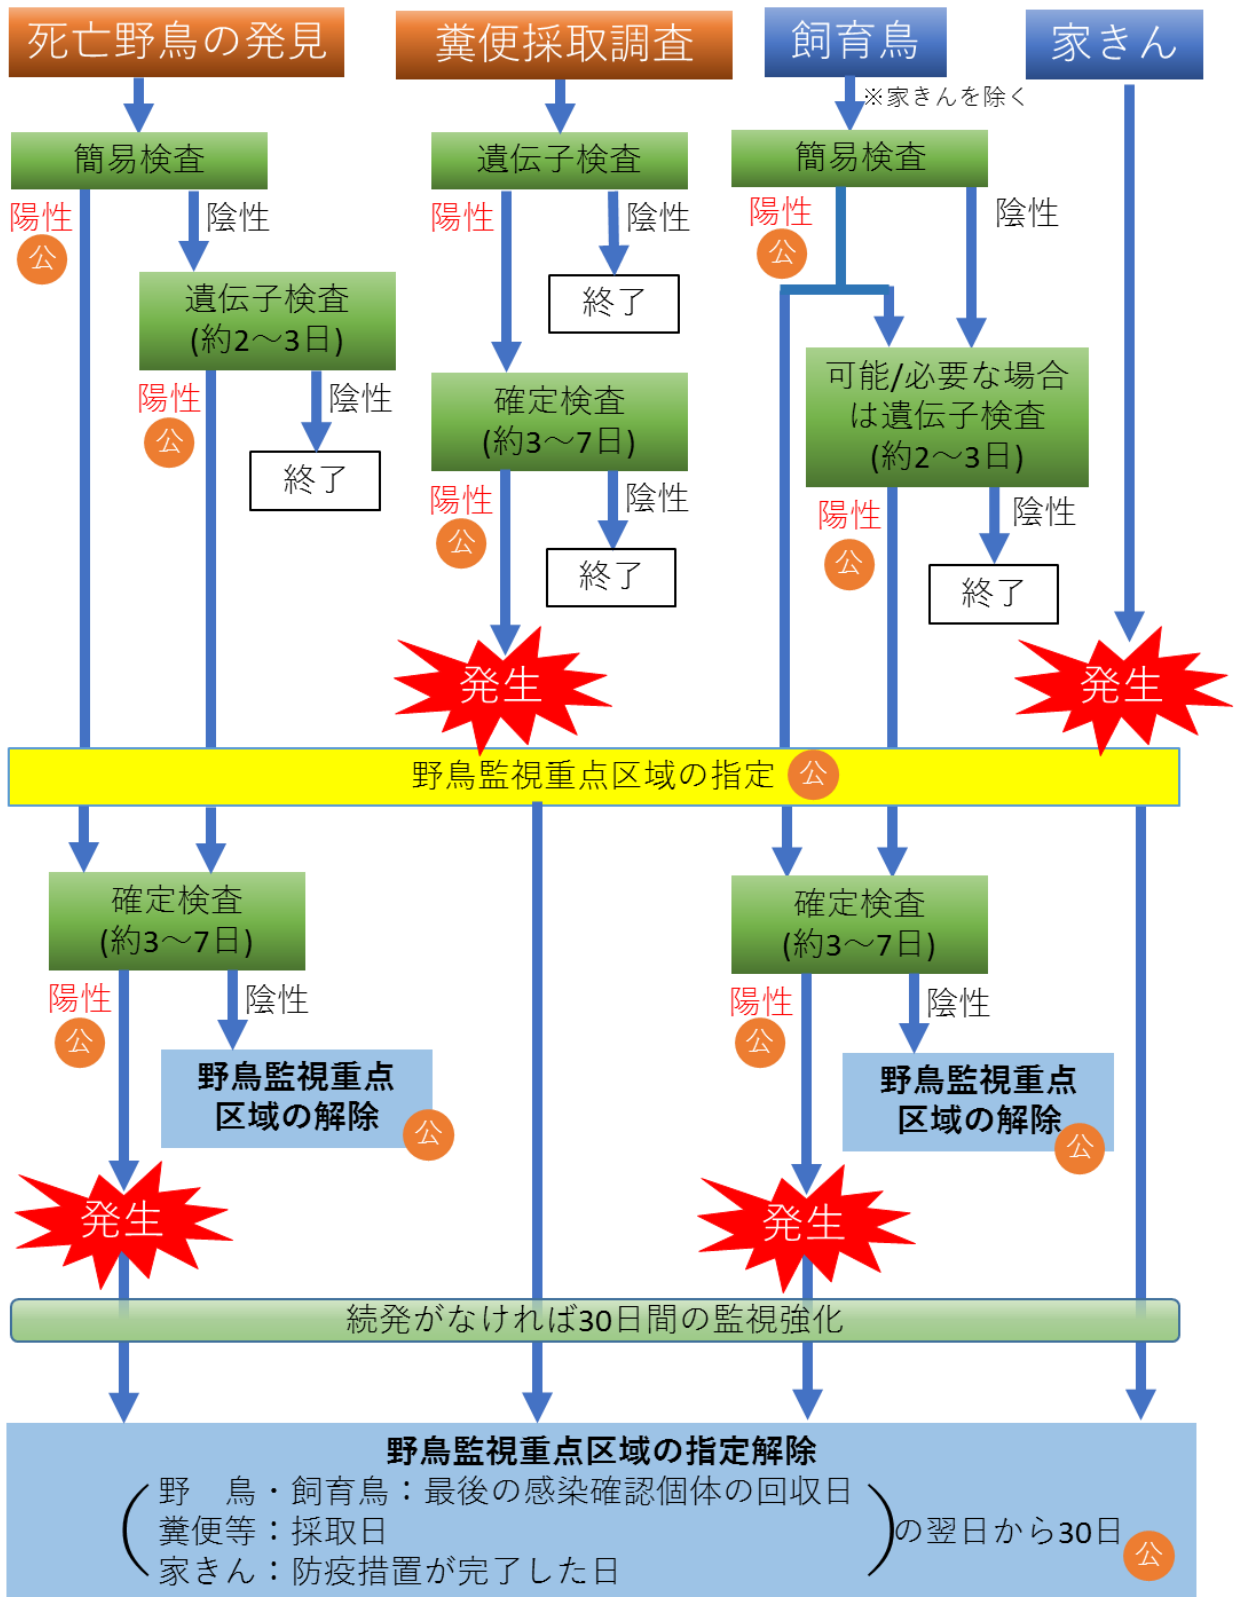 死亡野鳥の発見
糞便採取調査
飼育鳥
家きん
※家きんを除く
簡易検査
遺伝子検査
簡易検査
陽性
公
陰性
陽性
陰性
陽性
公
陰性
遺伝子検査
(約2～3日)
終了
陽性
公
陰性
終了
確定検査
(約3～7日)
陽性
公
陰性
終了
可能/必要な場合
は遺伝子検査
(約2～3日)
陽性
公
陰性
終了
発生
発生
野鳥監視重点区域の指定 公
確定検査
(約3～7日)
確定検査
(約3～7日)
陽性
公
陰性
野鳥監視重点
区域の解除
公
陽性
公
陰性
野鳥監視重点
区域の解除
公
発生
発生
続発がなければ30日間の監視強化
野鳥監視重点区域の指定解除
野　鳥・飼育鳥：最後の感染確認個体の回収日
糞便等：採取日
家きん：防疫措置が完了した日
の翌日から30日
公